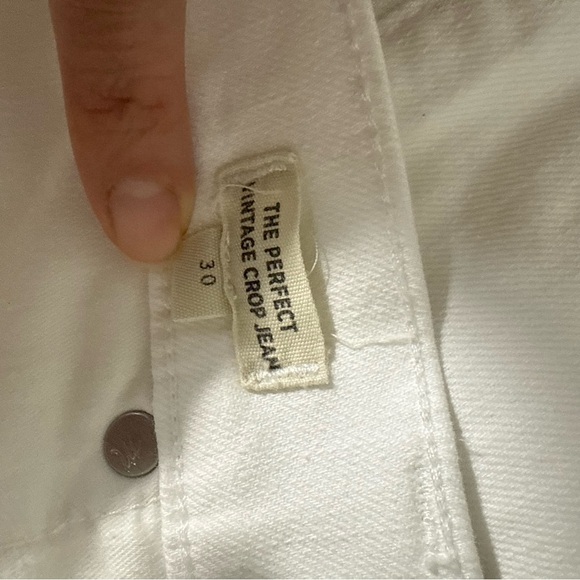 THE PERFECT
VINTAGE CROP JEAN
30